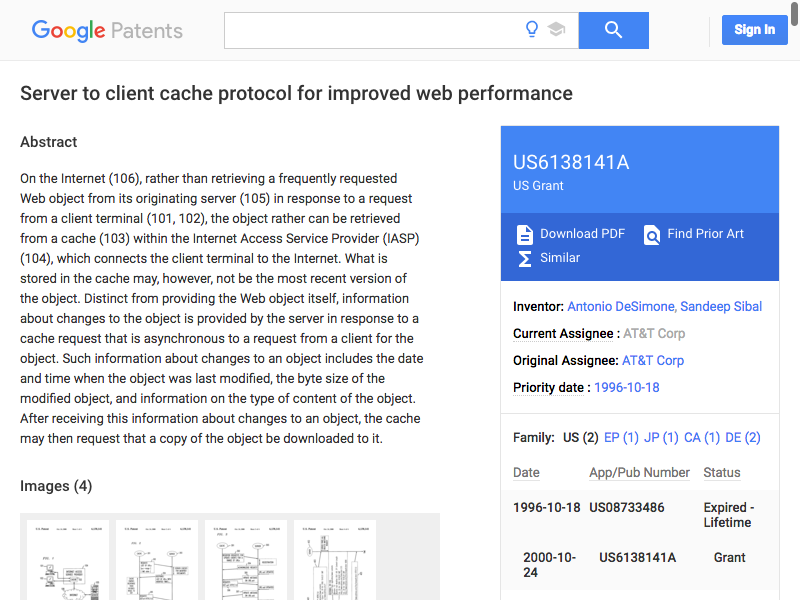 Google Patents
Sign In
Server to client cache protocol for improved web performance
Abstract
On the Internet (106), rather than retrieving a frequently requested
Web object from its originating server (105) in response to a request
from a client terminal (101, 102), the object rather can be retrieved
from a cache (103) within the Internet Access Service Provider (IASP)
(104), which connects the client terminal to the Internet. What is
stored in the cache may, however, not be the most recent version of
the object. Distinct from providing the Web object itself, information
about changes to the object is provided by the server in response to a
cache request that is asynchronous to a request from a client for the
object. Such information about changes to an object includes the date
and time when the object was last modified, the byte size of the
modified object, and information on the type of content of the object.
After receiving this information about changes to an object, the cache
may then request that a copy of the object be downloaded to it.
Images (4)
US6138141A
US Grant
Download PDF Find Prior Art
Similar
Inventor: Antonio DeSimone, Sandeep Sibal
Current Assignee : AT&T Corp
Original Assignee: AT&T Corp
Priority date : 1996-10-18
Family: US (2) EP (1) JP (1) CA (1) DE (2)
Date App/Pub Number Status
1996-10-18 US08733486 Expired -
Lifetime
2000-10-
24 US6138141A Grant